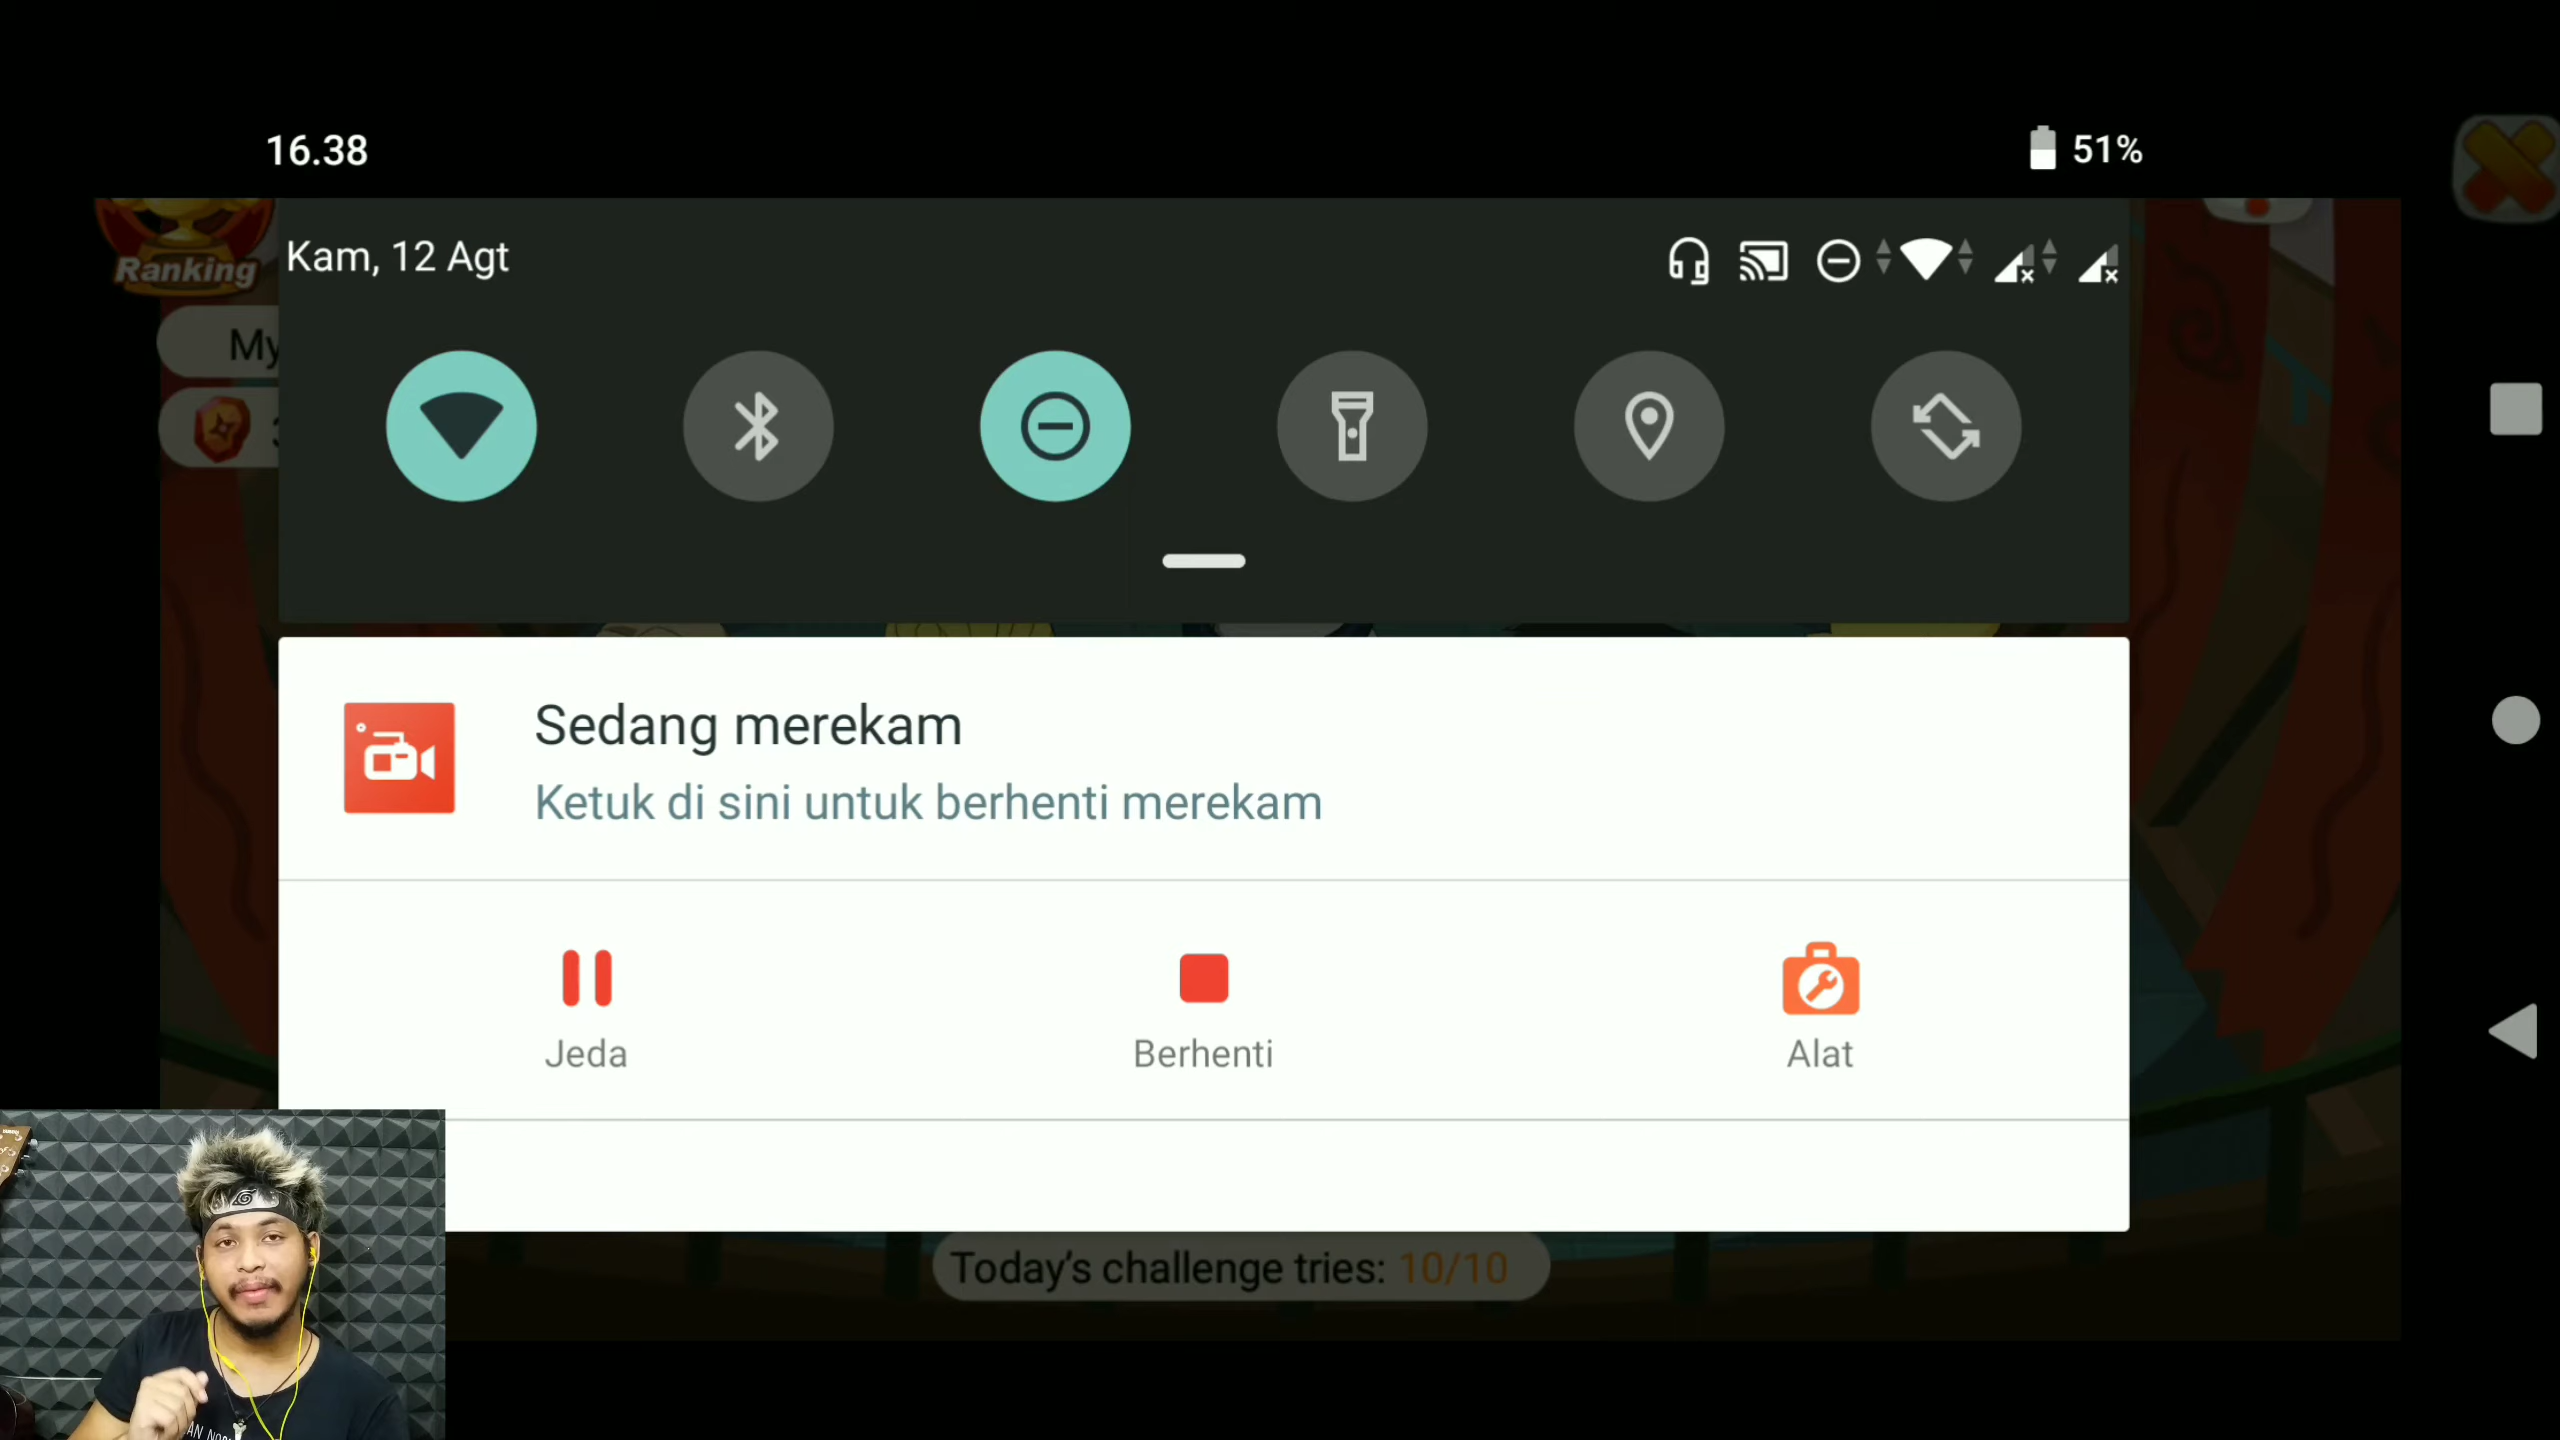 16.38
51%
Ranking
Kam, 12 Agt
My
Sedang merekam
Ketuk di sini untuk berhenti merekam
Jeda
Berhenti
Alat
Today's challenge tries: 10/10